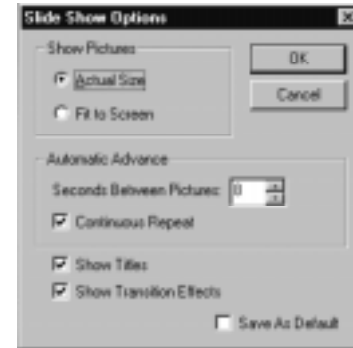 Slide Show Options
Show Pictures
Actual Size
Fit to Screen
OK
Cancel
Automatic Advance
Seconds Between Pictures: 0
Continuous Repeat
Show Titles
Show Transition Effects
Save As Default